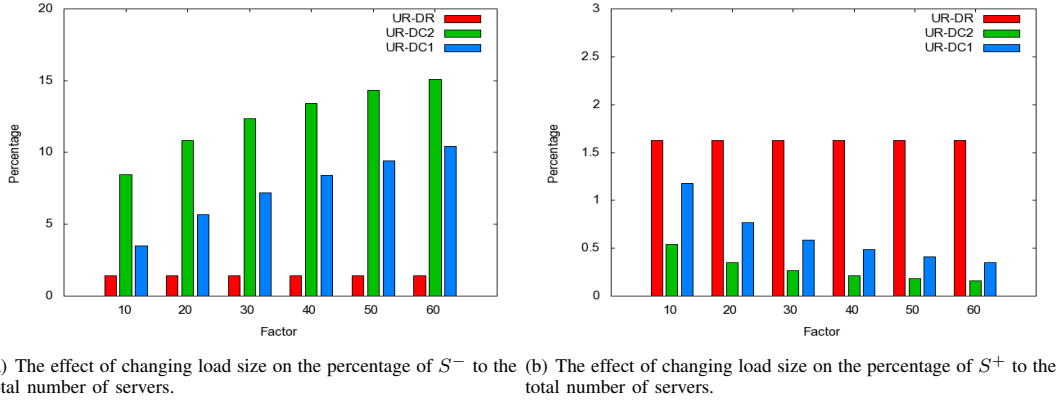 20
15
10
5
0
Percentage
UR-DR
UR-DC2
UR-DC1
10 20 30 40 50 60
Factor
3
2.5
2
1.5
1
0.5
0
Percentage
UR-DR
UR-DC2
UR-DC1
10 20 30 40 50 60
Factor
) The effect of changing load size on the percentage of S− to the
tal number of servers.
(b) The effect of changing load size on the percentage of S+ to the
total number of servers.